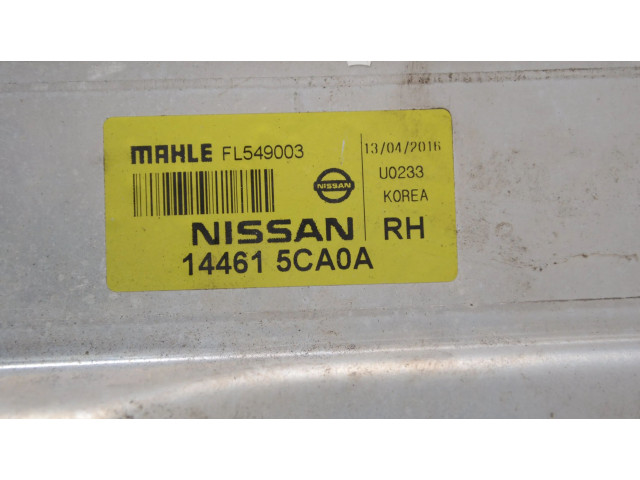 MAHLE FL549003
13/04/2016
U0233
KOREA
NISSAN
NISSAN RH
14461 5CA0A